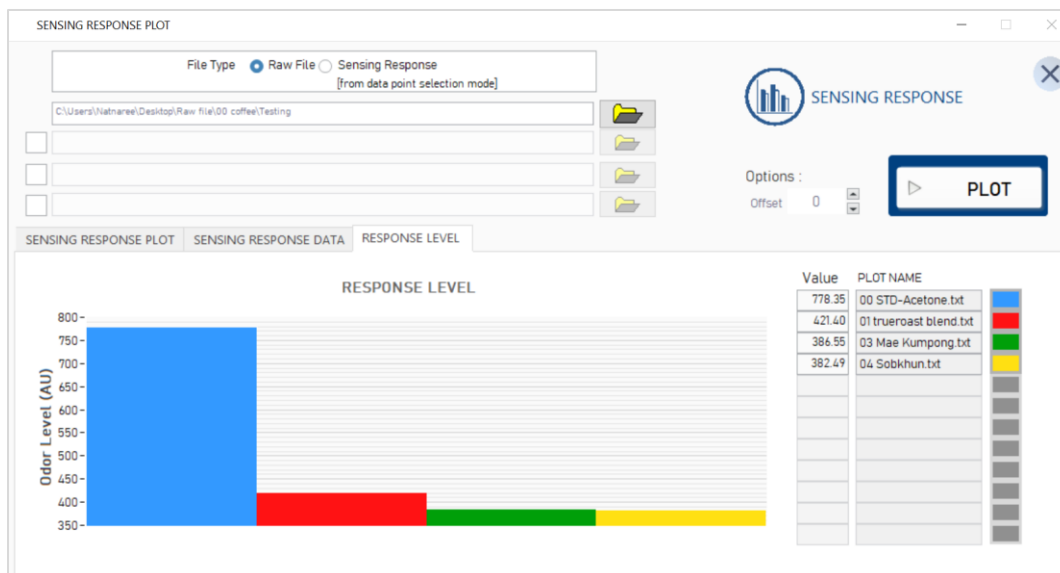 SENSING RESPONSE PLOT
File Type Raw File Sensing Response
[from data point selection mode]
C:\Users\Natnaree\Desktop\Raw file\00 coffee\Testing
SENSING RESPONSE
Options :
Offset 0
PLOT
SENSING RESPONSE PLOT SENSING RESPONSE DATA RESPONSE LEVEL
RESPONSE LEVEL
Odor Level (AU)
800
750
700
650
600
550
500
450
400
350
Value PLOT NAME
778.35 00 STD-Acetone.txt
421.40 01 trueroast blend.txt
386.55 03 Mae Kumpong.txt
382.49 04 Sobkhun.txt